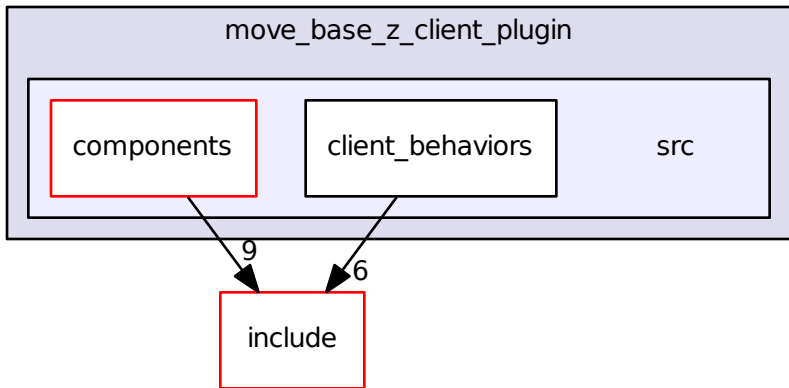 move_base_z_client_plugin
components
client_behaviors
src
9
6
include